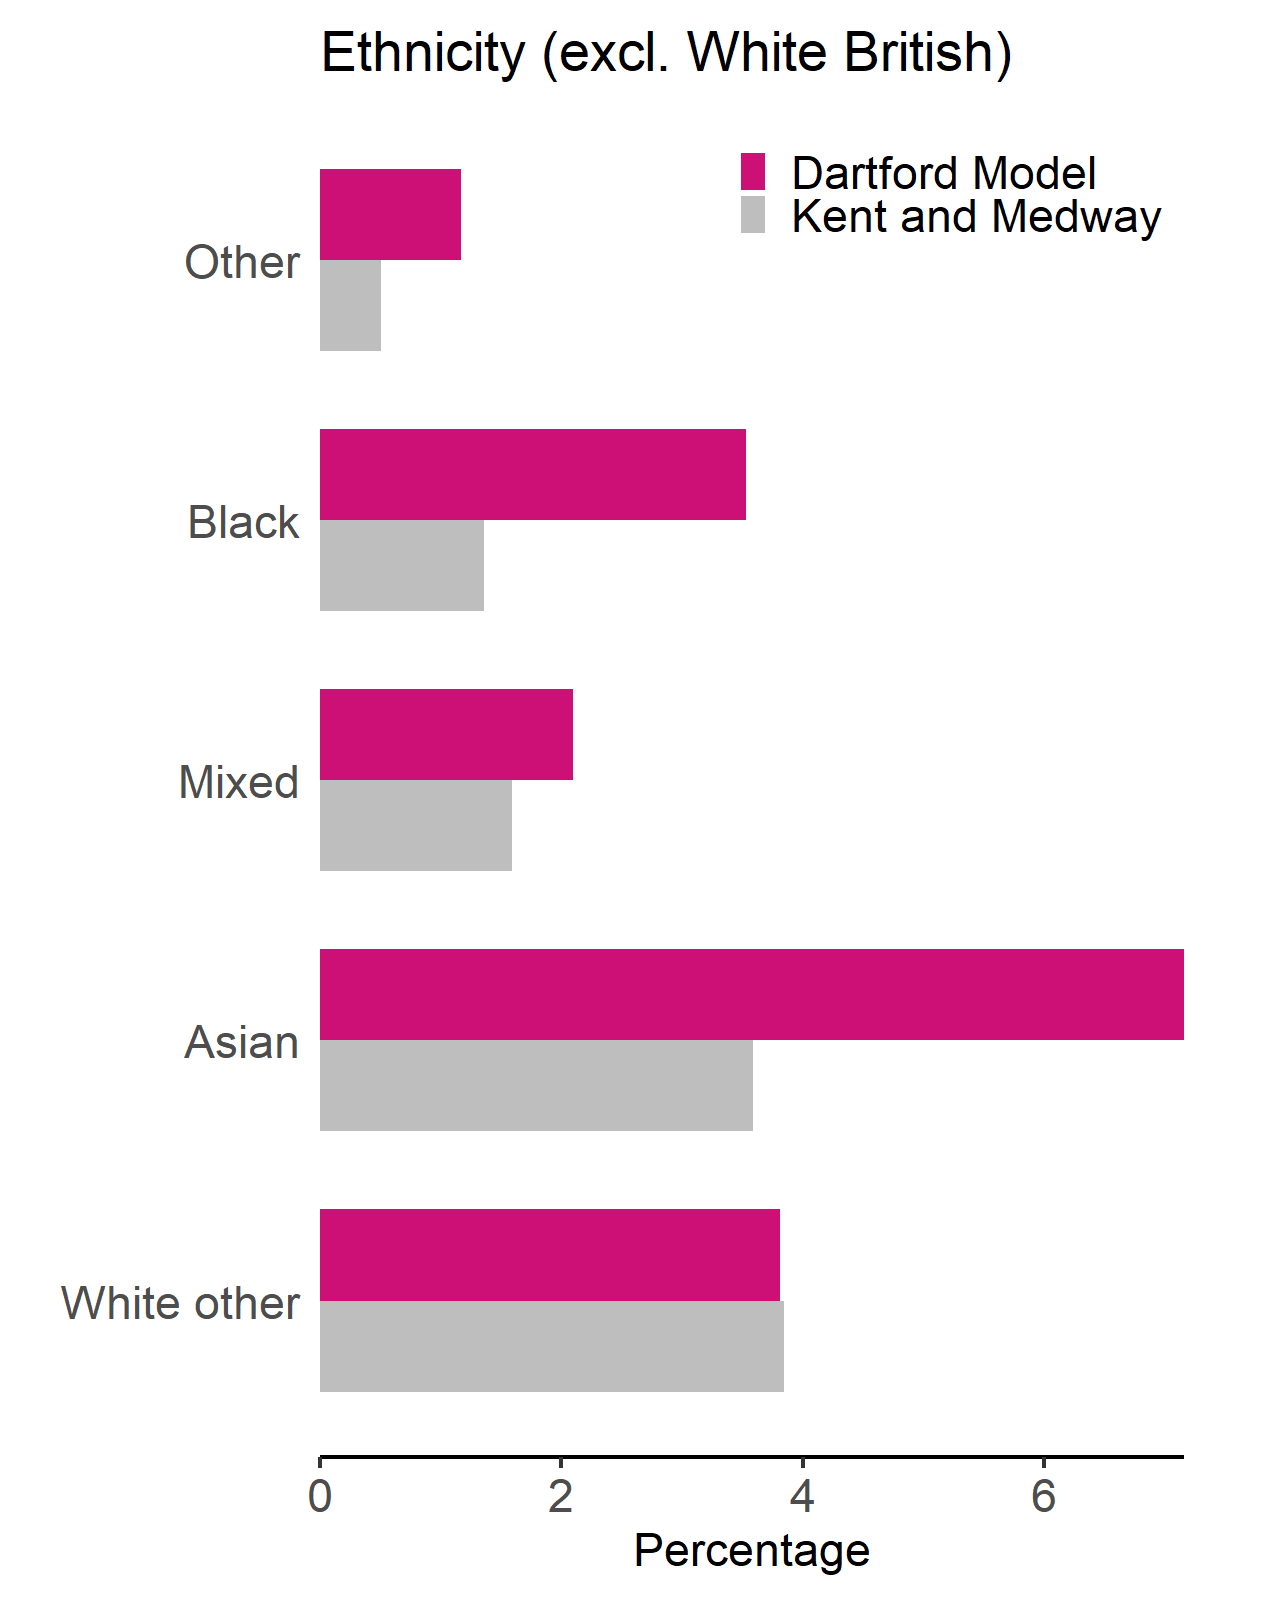 Ethnicity (excl. White British)
Dartford Model
Kent and Medway
Other
Black
Mixed
Asian
White other
0 2 4 6
Percentage